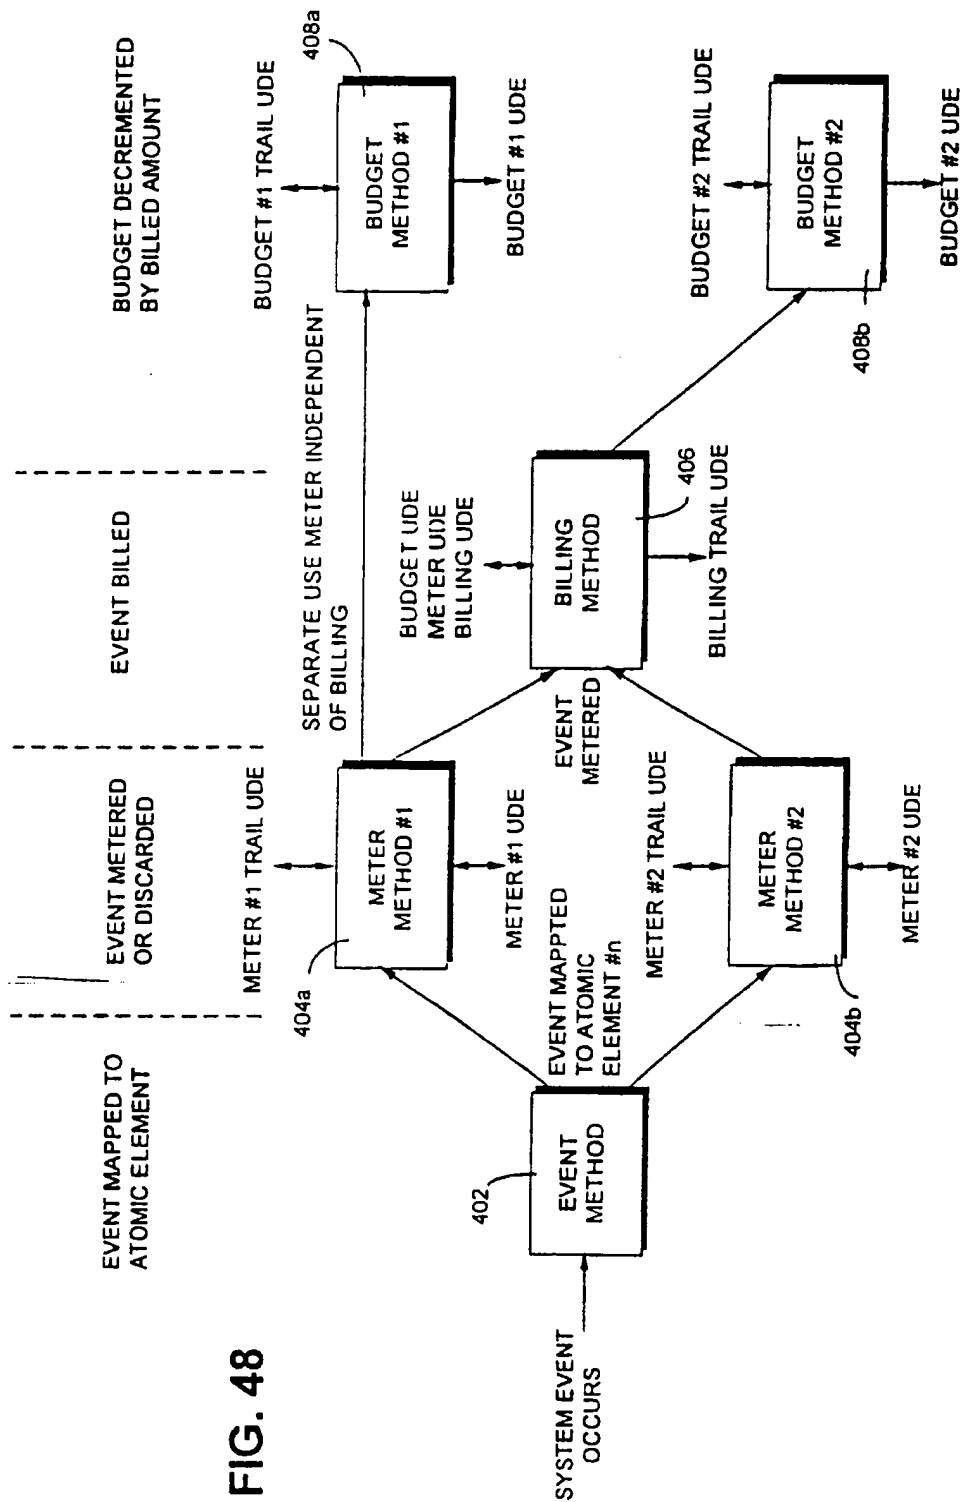 FIG. 48
EVENT MAPPED TO
ATOMIC ELEMENT
EVENT METERED
OR DISCARDED
EVENT BILLED
BUDGET DECREMENTED
BY BILLED AMOUNT
SYSTEM EVENT
OCCURS
402
EVENT
METHOD
EVENT MAPPTED
TO ATOMIC
ELEMENT #n
METER #1 TRAIL UDE
404a
METER
METHOD #1
METER #1 UDE
METER #2 TRAIL UDE
METER
METHOD #2
404b
METER #2 UDE
SEPARATE USE METER INDEPENDENT
OF BILLING
EVENT
METERED
BUDGET UDE
METER UDE
BILLING UDE
BILLING
METHOD
406
BILLING TRAIL UDE
BUDGET #1 TRAIL UDE
408a
BUDGET
METHOD #1
BUDGET #1 UDE
BUDGET #2 TRAIL UDE
BUDGET
METHOD #2
408b
BUDGET #2 UDE